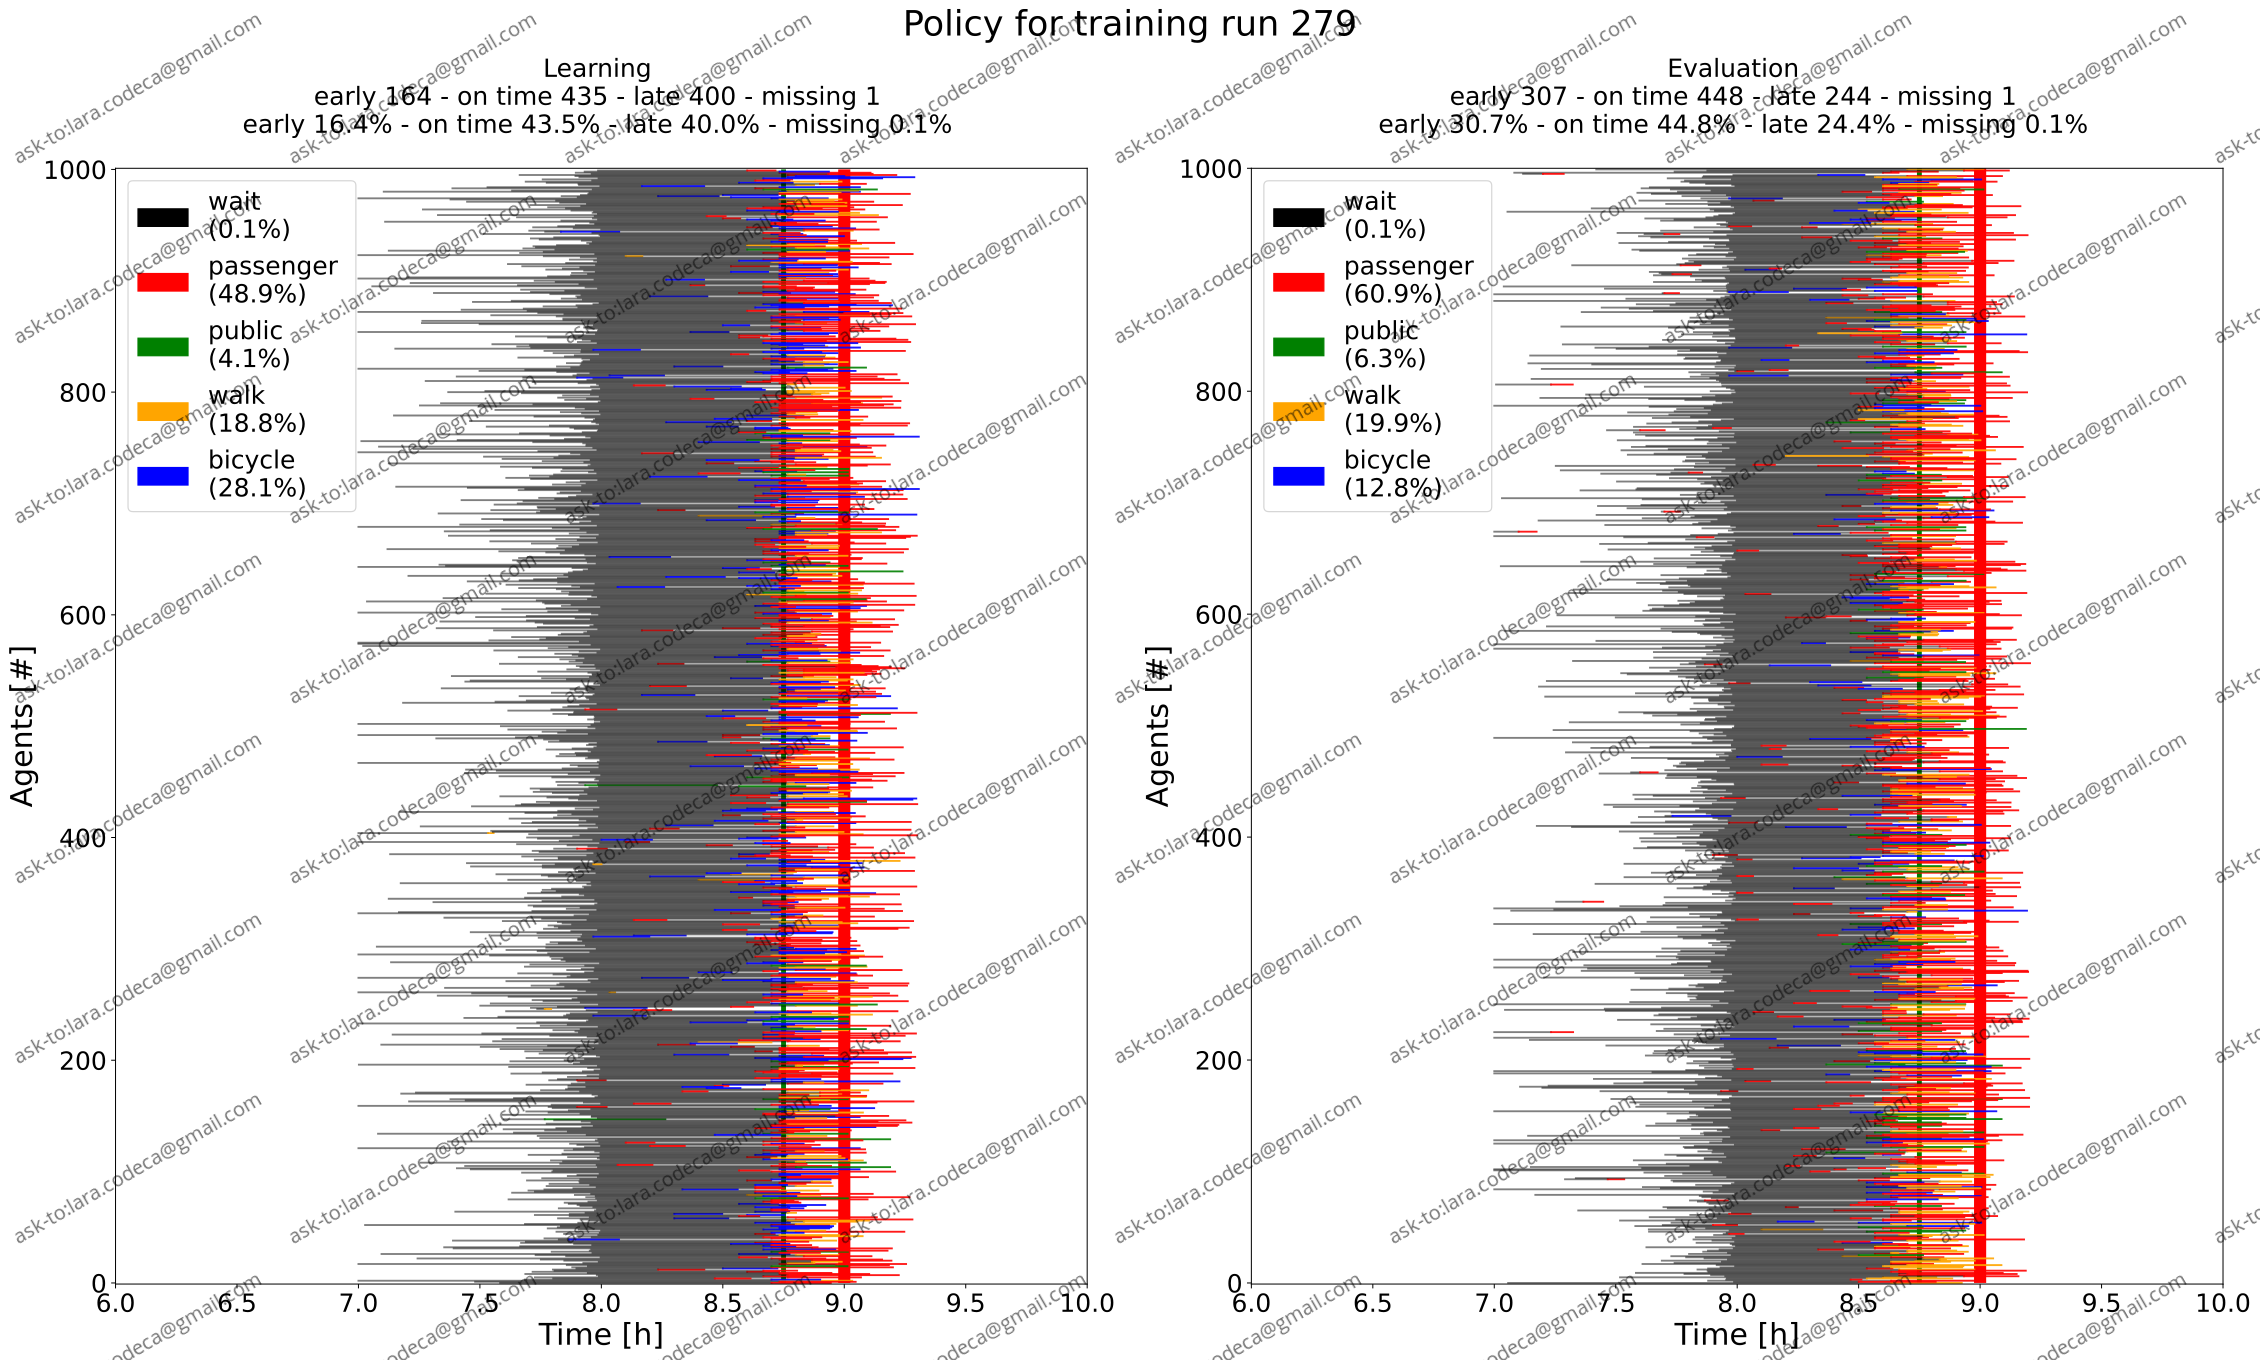 Policy for training run 279
Learning
early 164 - on time 435 - late 400 - missing 1
early 16.4% - on time 43.5% - late 40.0% - missing 0.1%
1000
800
600
400
200
0
Agents [#]
wait
(0.1%)
passenger
(48.9%)
public
(4.1%)
walk
(18.8%)
bicycle
(28.1%)
6.0 6.5 7.0 7.5 8.0 8.5 9.0 9.5 10.0
Time [h]
Evaluation
early 307 - on time 448 - late 244 - missing 1
early 30.7% - on time 44.8% - late 24.4% - missing 0.1%
1000
800
600
400
200
0
Agents [#]
wait
(0.1%)
passenger
(60.9%)
public
(6.3%)
walk
(19.9%)
bicycle
(12.8%)
6.0 6.5 7.0 7.5 8.0 8.5 9.0 9.5 10.0
Time [h]
ask-to:lara.codeca@gmail.com